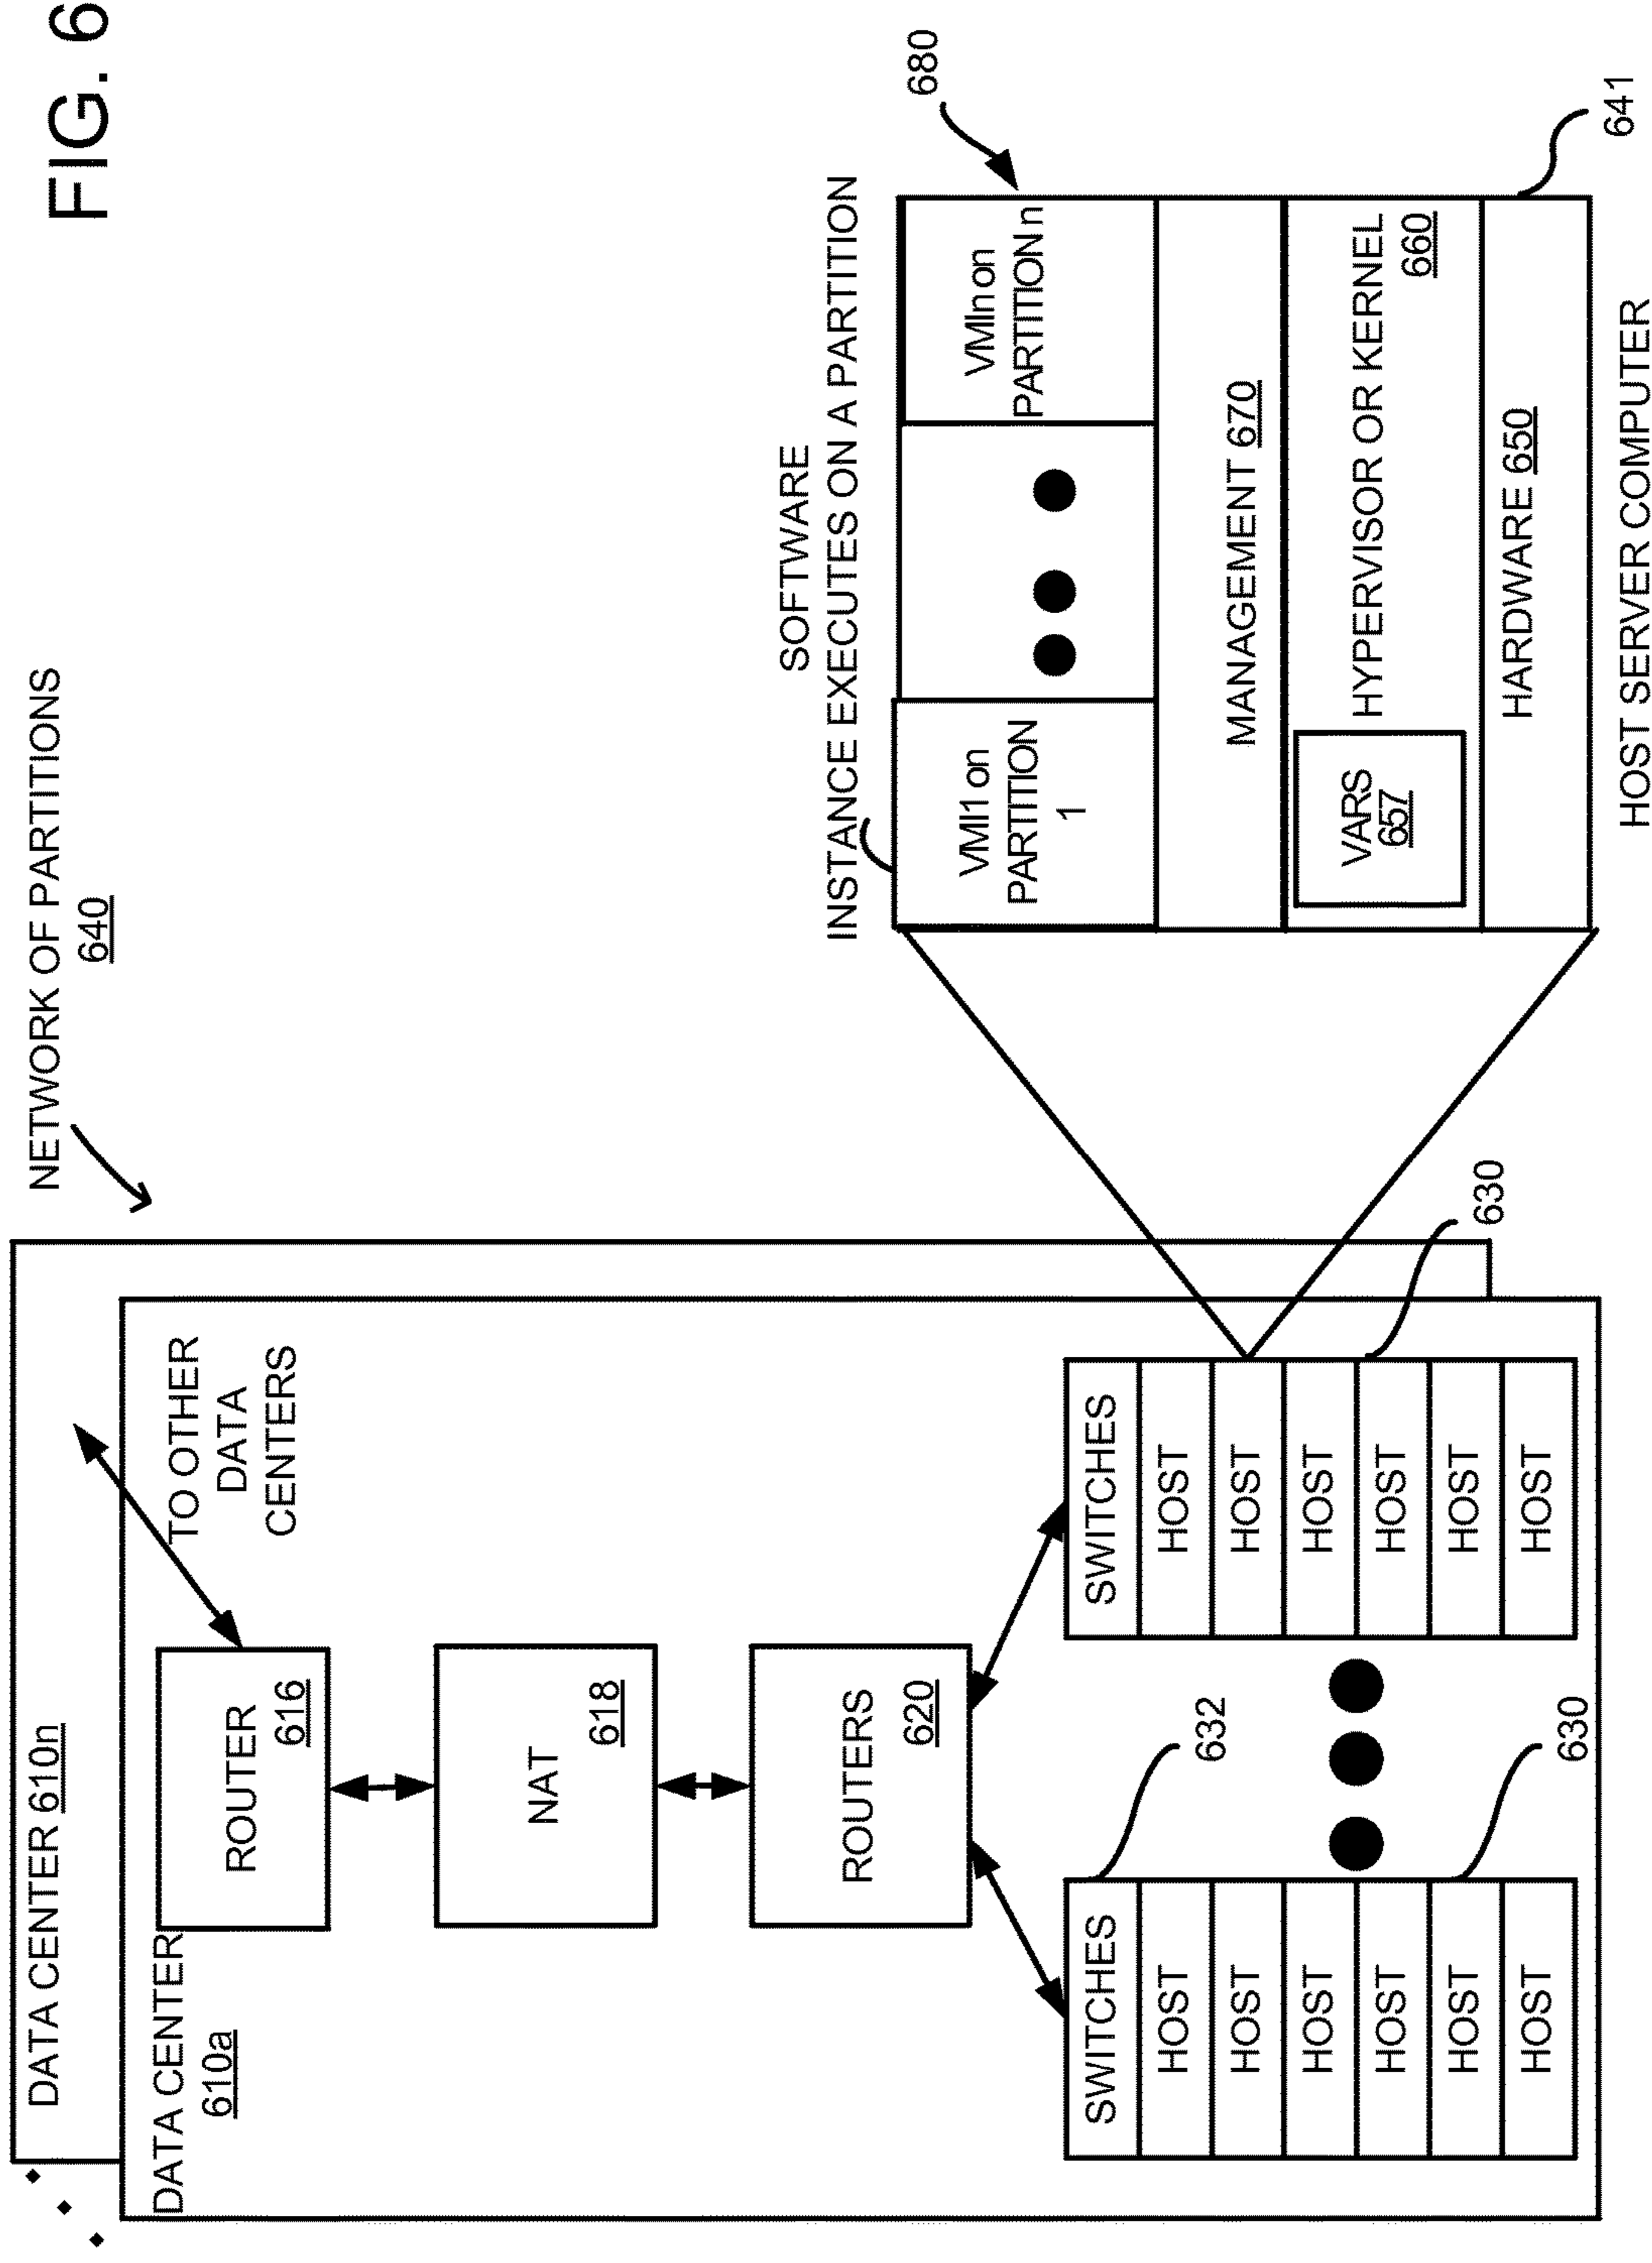 FIG. 6
NETWORK OF PARTITIONS
640
DATA CENTER 610n
DATA CENTER
610a
ROUTER
616
TO OTHER
DATA
CENTERS
NAT
618
ROUTERS
620
SWITCHES
HOST
HOST
HOST
HOST
HOST
HOST
632
630
SWITCHES
HOST
HOST
HOST
HOST
HOST
HOST
630
SOFTWARE
INSTANCE EXECUTES ON A PARTITION
680
VMI1 on
PARTITION
1
VMIn on
PARTITION n
MANAGEMENT 670
VARS
657
HYPERVISOR OR KERNEL
660
HARDWARE 650
641
HOST SERVER COMPUTER